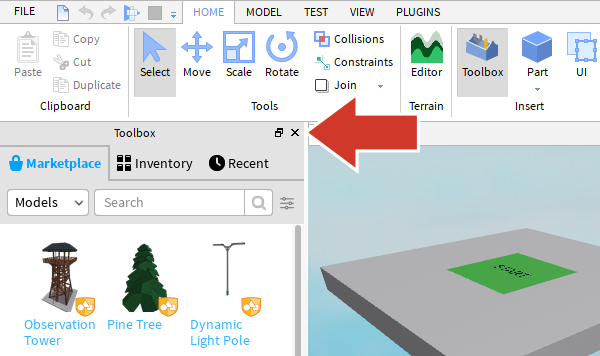 FILE HOME MODEL TEST VIEW PLUGINS
Paste
Copy
Cut
Duplicate
Clipboard
Select
Move
Scale
Rotate
Collisions
Constraints
Join
Tools
Editor
Terrain
Toolbox
Part
UI
Insert
Toolbox
Marketplace Inventory Recent
Models Search
Observation
Tower
Pine Tree
Dynamic
Light Pole
START